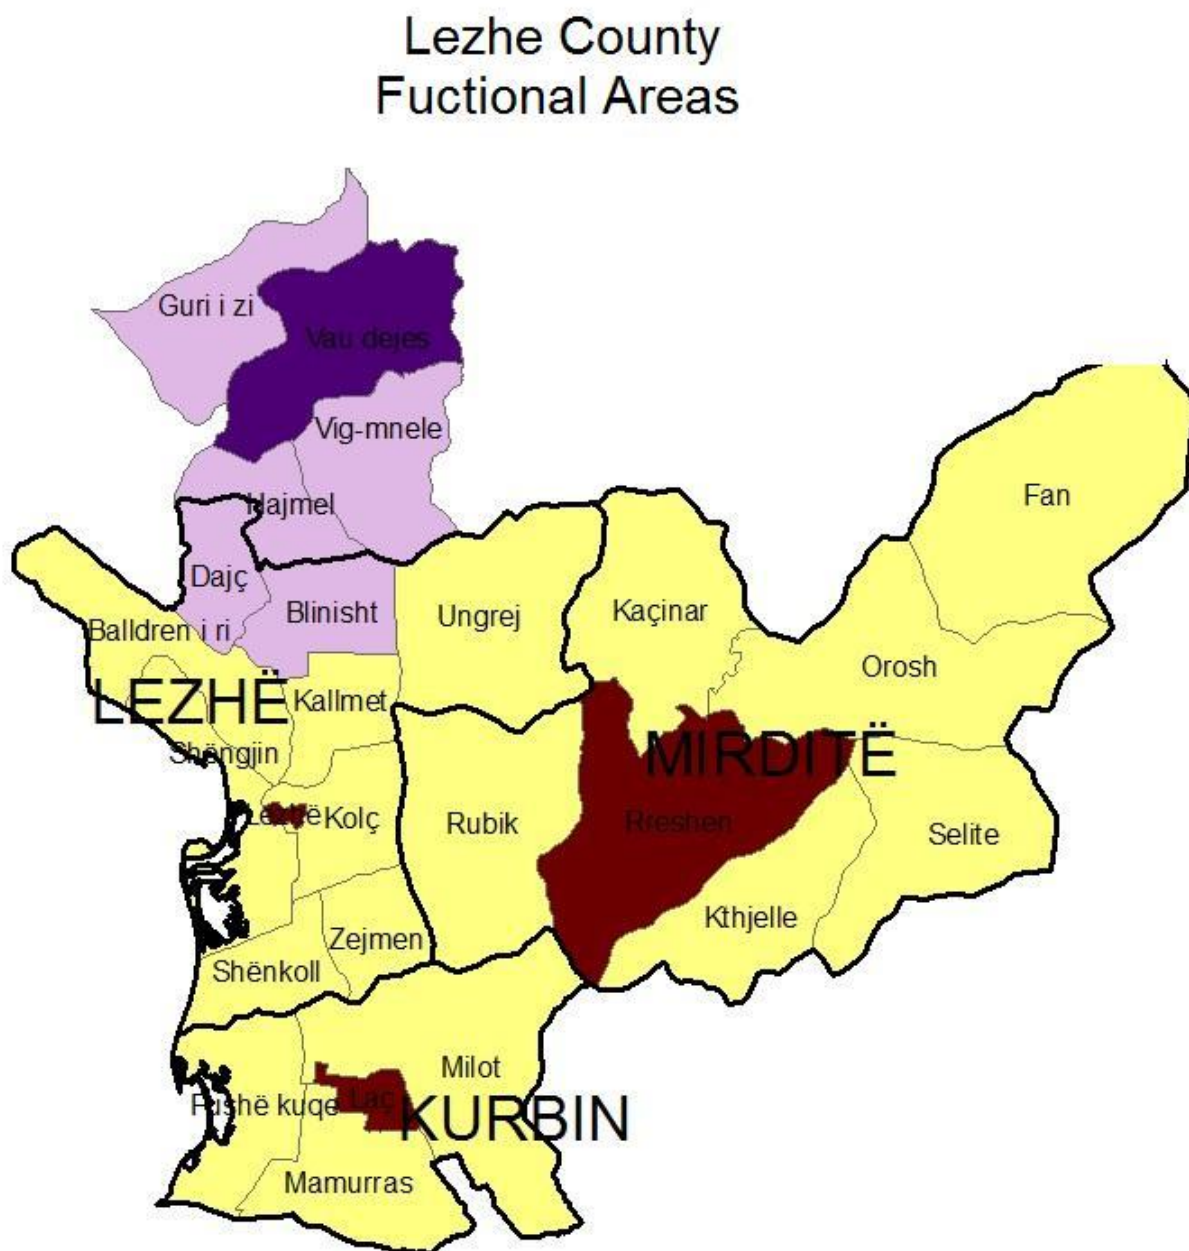 Lezhe County
Fuctional Areas
Guri i zi
Vau dejes
Vig-mnele
Hajmel
Fan
Dajç
Blinisht
Ungrej
Kaçinar
Balldren i ri
Orosh
LEZHË
Kallmet
Shëngjin
MIRDITË
Lezhë
Kolç
Rubik
Rreshen
Selite
Kthjelle
Zejmen
Shënkoll
Milot
Fushë kuqe
Laç
KURBIN
Mamurras